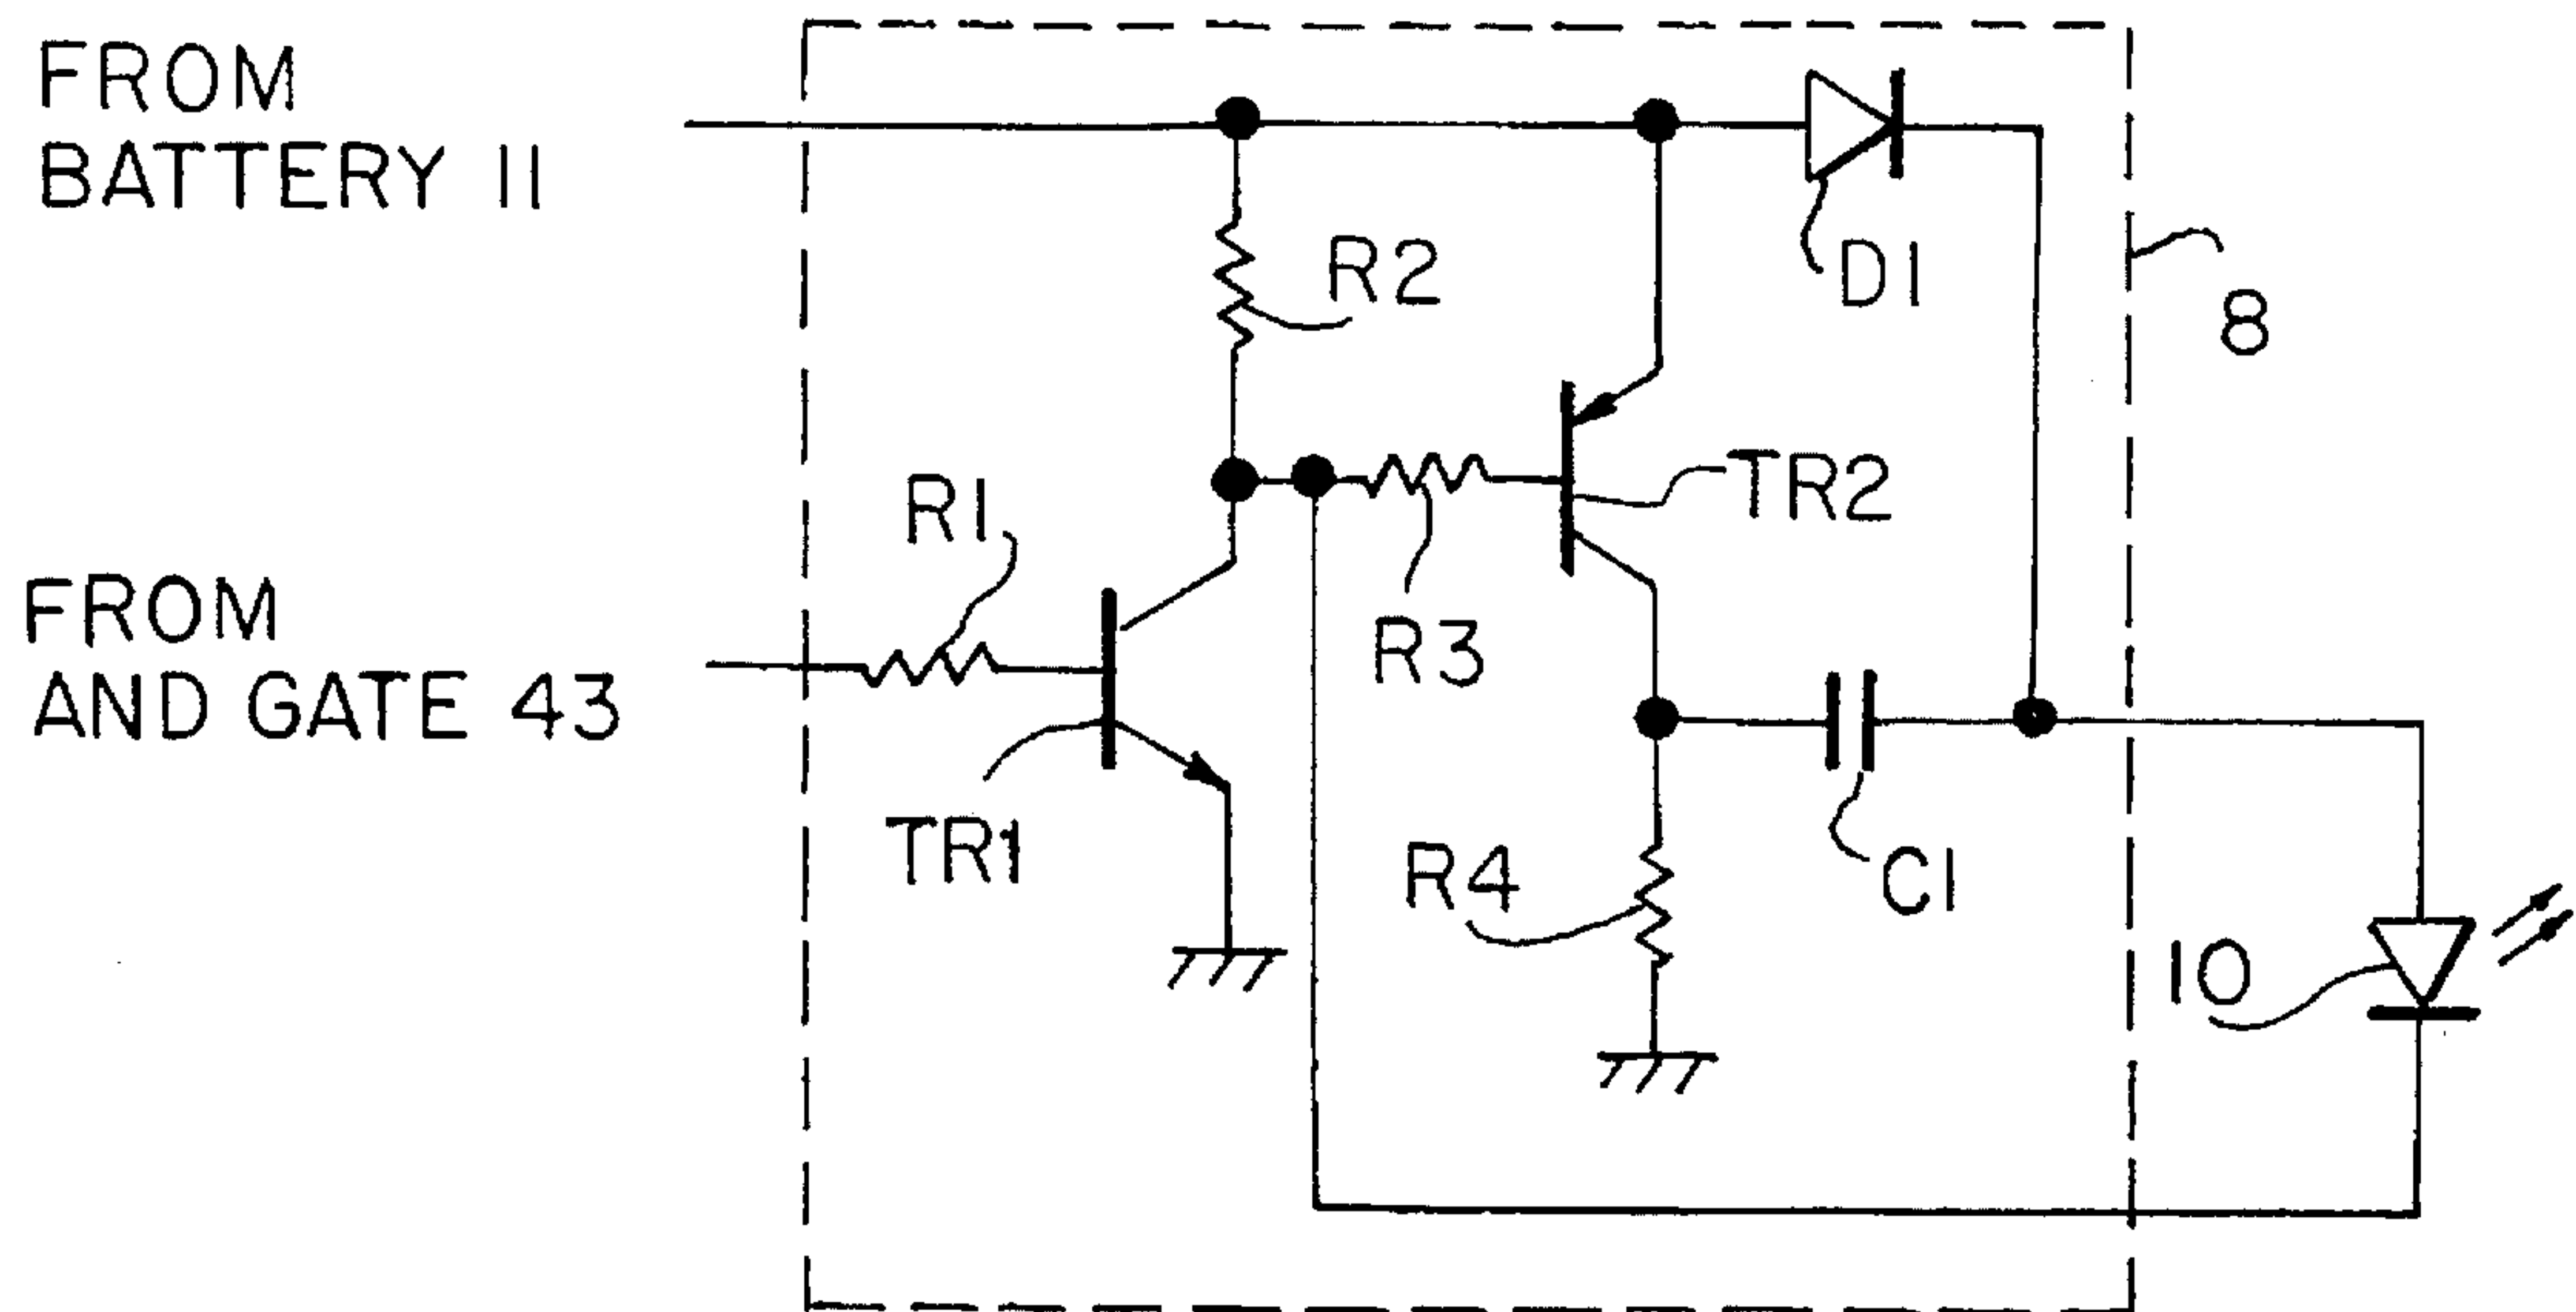 FROM
BATTERY 11
D1
R2
8
R1
TR2
FROM
AND GATE 43
R3
TR1
R4
C1
10